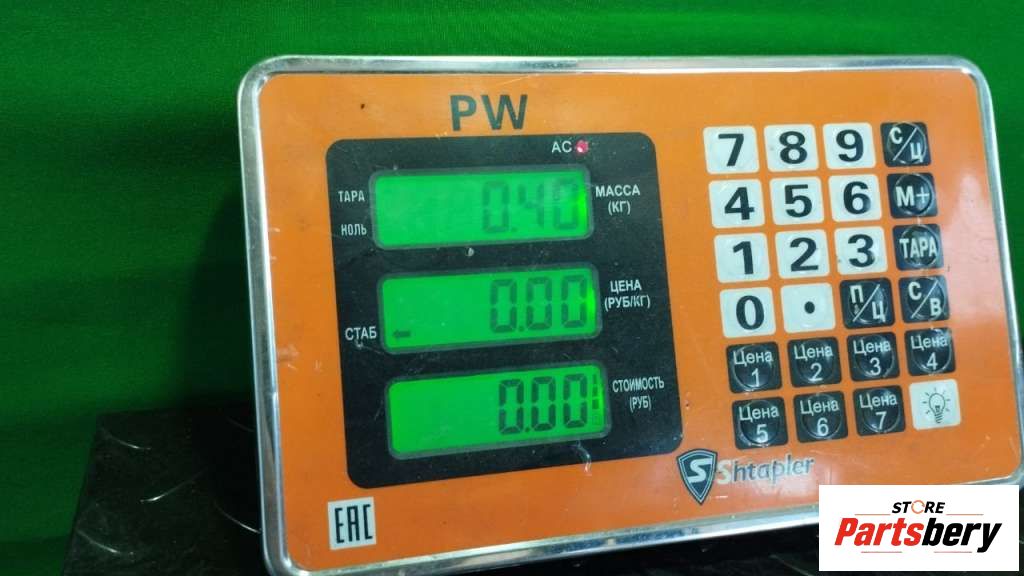 PW
AC
ТАРА
НОЛЬ
0.40
МАССА
(КГ)
СТАБ
0.00
ЦЕНА
(РУБ/КГ)
0.00
СТОИМОСТЬ
(РУБ)
7 8 9 С/Ц
4 5 6 М+
1 2 3 ТАРА
0 . П/Ц С/В
Цена 1 Цена 2 Цена 3 Цена 4
Цена 5 Цена 6 Цена 7
S Shtapler
EAC
STORE
Partsbery